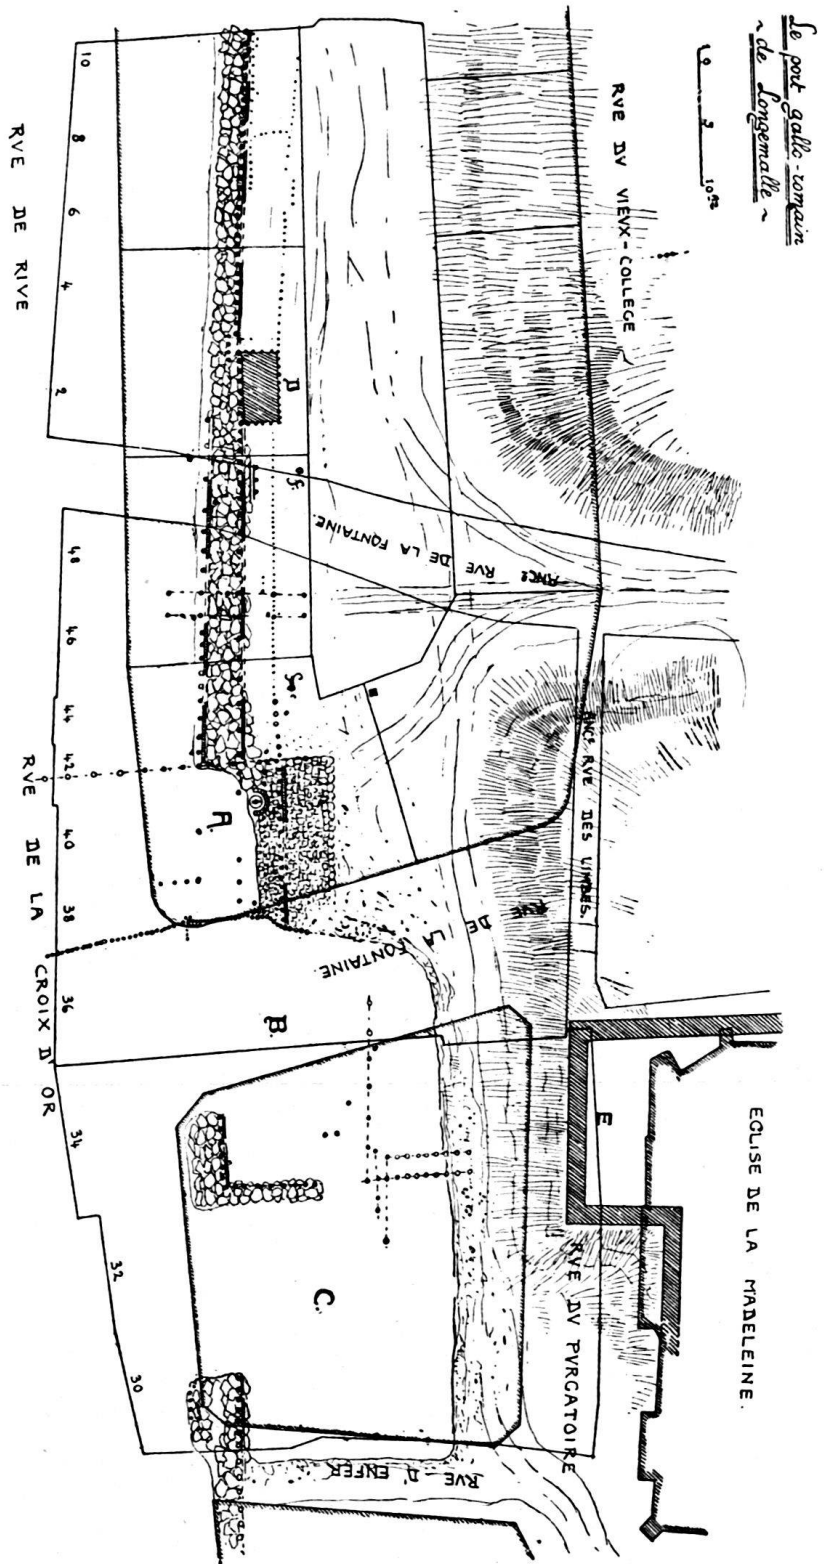 Le port gallo-romain
~ de Longemalle ~
10 m
RVE DV VIEVX-COLLEGE
EGLISE DE LA MADELEINE.
E
ANCE RVE DES LIMBES.
RVE DV PVRGATOIRE
ANCE RVE DE LA FONTAINE.
RVE DE LA FONTAINE
RVE D'ENFER
D
f.
A.
B.
C.
10
8
6
4
2
48
46
44
42
40
38
36
34
32
30
RVE DE RIVE
RVE DE LA CROIX D'OR